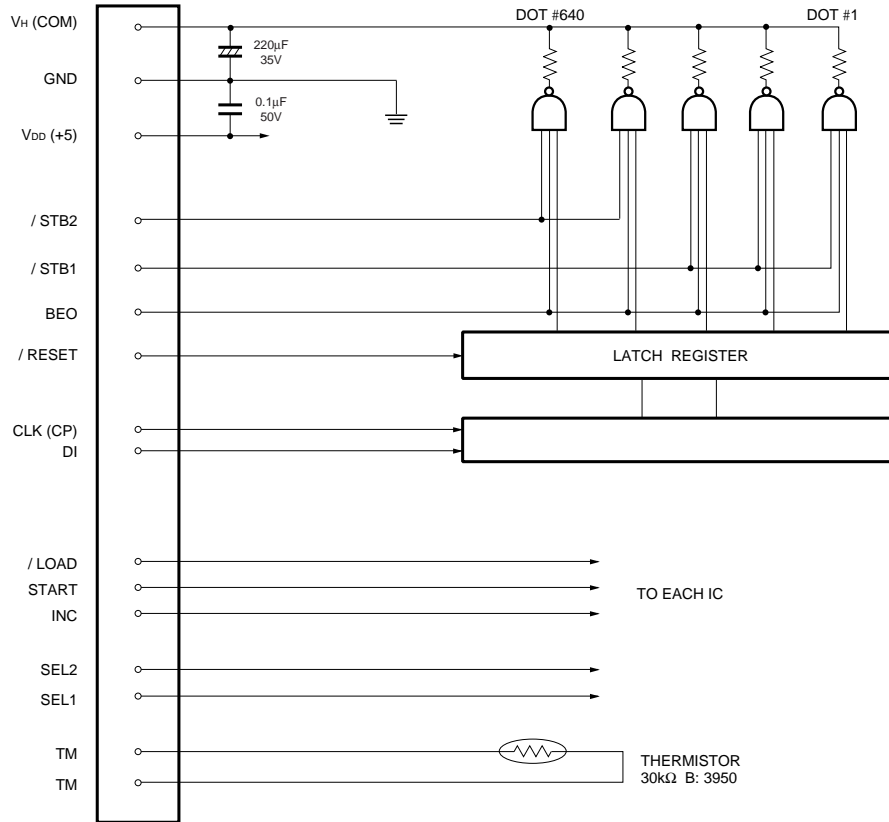 VH (COM)
DOT #640
DOT #1
220µF
35V
GND
0.1µF
50V
VDD (+5)
/ STB2
/ STB1
BEO
/ RESET
LATCH REGISTER
CLK (CP)
DI
/ LOAD
START
TO EACH IC
INC
SEL2
SEL1
TM
THERMISTOR
30kΩ B: 3950
TM